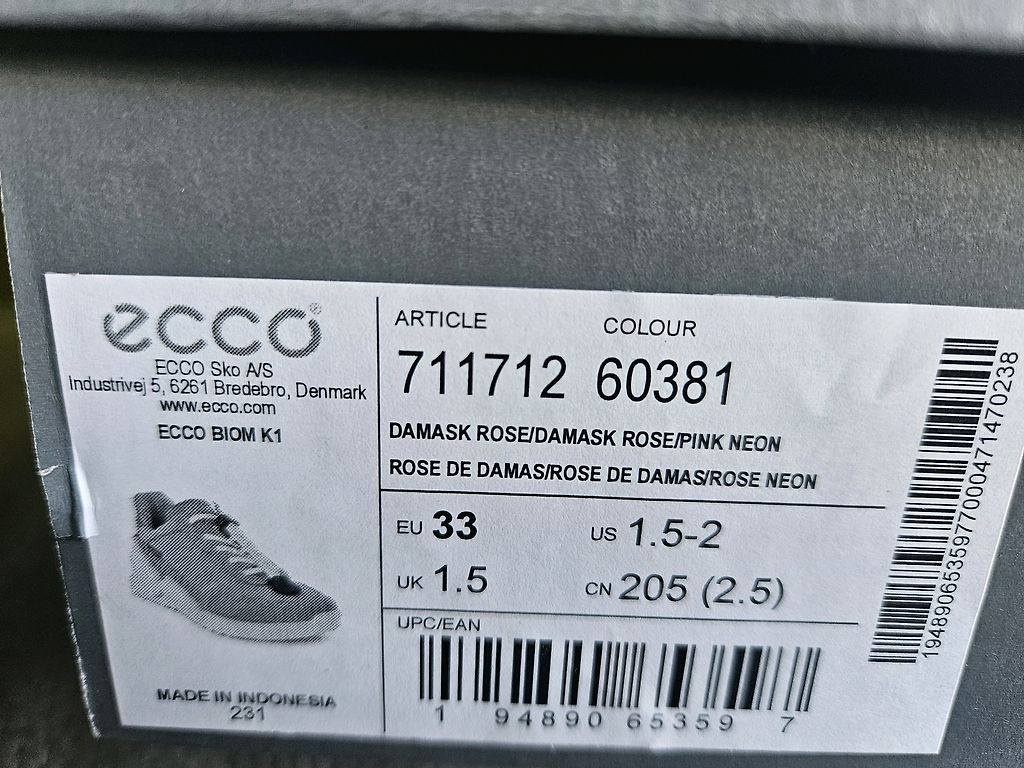 ecco®
ECCO Sko A/S
Industrivej 5, 6261 Bredebro, Denmark
www.ecco.com
ECCO BIOM K1
MADE IN INDONESIA
231
ARTICLE COLOUR
711712 60381
DAMASK ROSE/DAMASK ROSE/PINK NEON
ROSE DE DAMAS/ROSE DE DAMAS/ROSE NEON
EU 33 US 1.5-2
UK 1.5 CN 205 (2.5)
UPC/EAN
1 94890 65359 7
194890653597700047147023​8